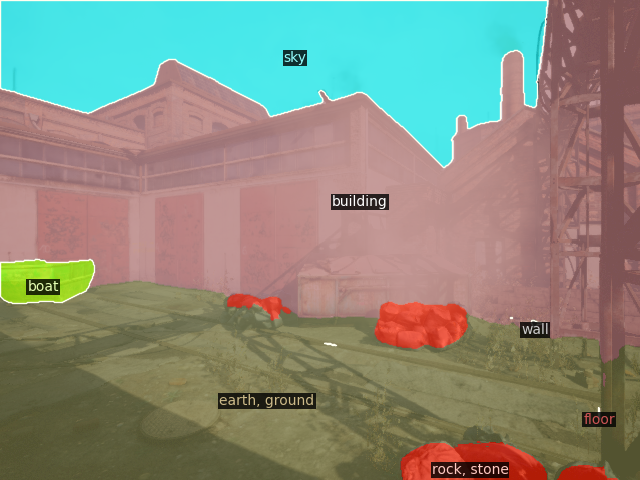 sky
building
boat
wall
earth, ground
floor
rock, stone